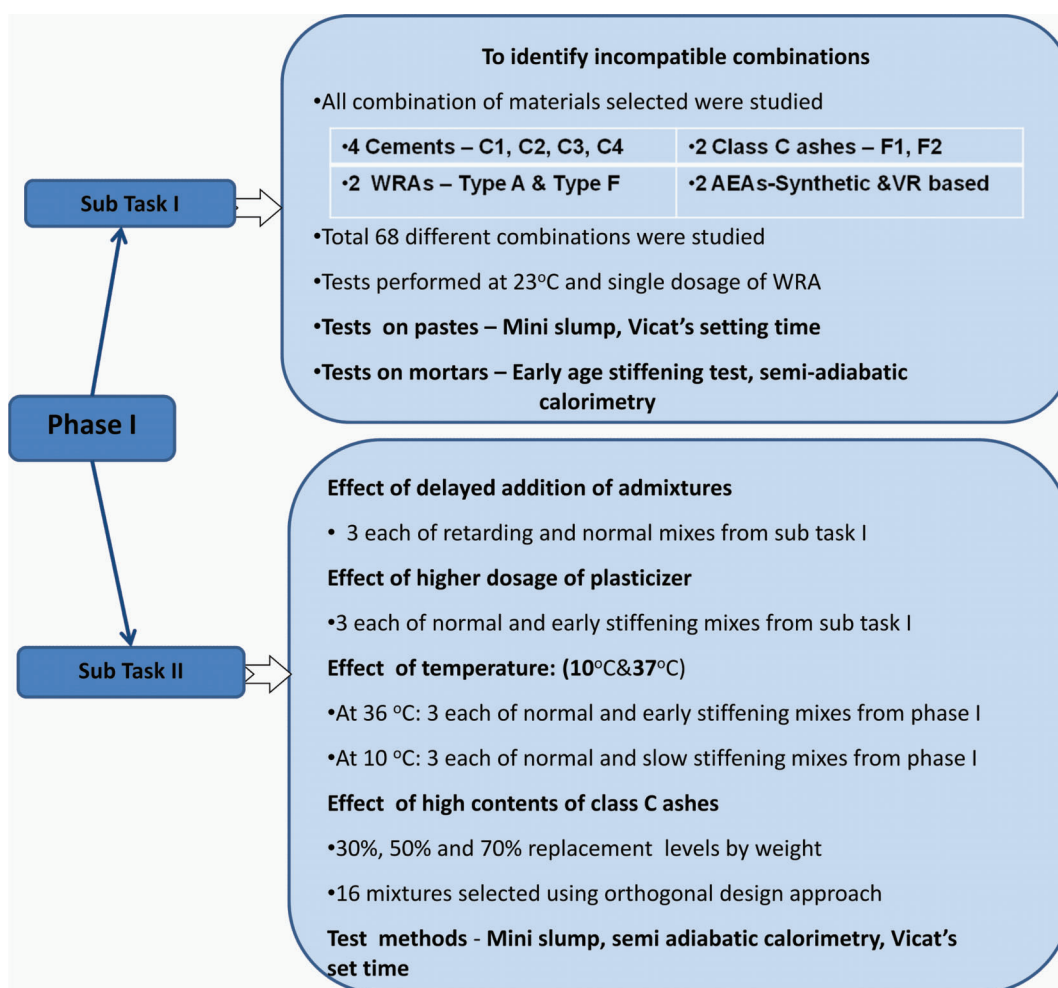 To identify incompatible combinations
•All combination of materials selected were studied
•4 Cements – C1, C2, C3, C4
•2 Class C ashes – F1, F2
•2 WRAs – Type A & Type F
•2 AEAs-Synthetic &VR based
Sub Task I
•Total 68 different combinations were studied
•Tests performed at 23°C and single dosage of WRA
•Tests on pastes – Mini slump, Vicat's setting time
•Tests on mortars – Early age stiffening test, semi-adiabatic
calorimetry
Phase I
Effect of delayed addition of admixtures
• 3 each of retarding and normal mixes from sub task I
Effect of higher dosage of plasticizer
•3 each of normal and early stiffening mixes from sub task I
Sub Task II
Effect of temperature: (10°C&37°C)
•At 36 °C: 3 each of normal and early stiffening mixes from phase I
•At 10 °C: 3 each of normal and slow stiffening mixes from phase I
Effect of high contents of class C ashes
•30%, 50% and 70% replacement levels by weight
•16 mixtures selected using orthogonal design approach
Test methods - Mini slump, semi adiabatic calorimetry, Vicat's
set time